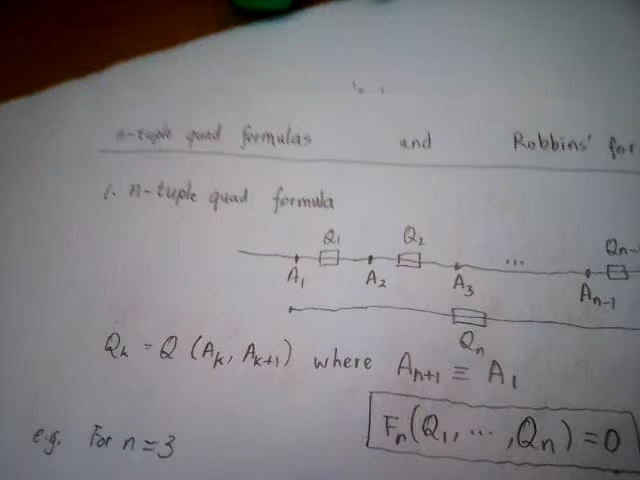 n-tuple quad formulas and Robbins' for
1. n-tuple quad formula
Q1 Q2 Qn-
A1 A2 A3 ... An-1
Qn
Qk = Q (Ak, Ak+1) where An+1 ≡ A1
Fn(Q1, ..., Qn) = 0
e.g. For n = 3